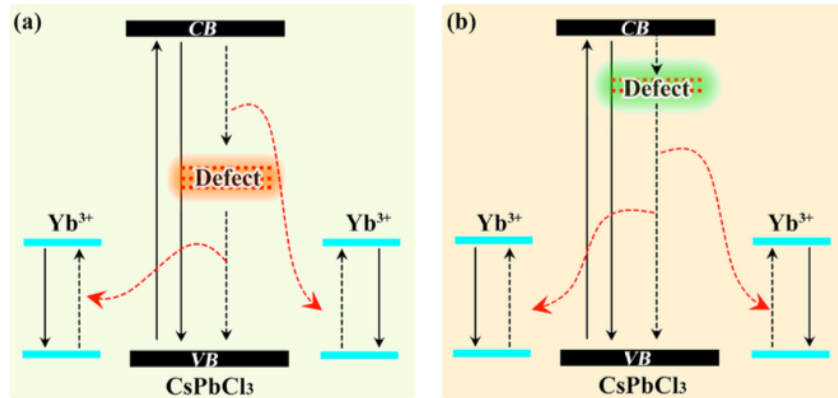 (a)
CB
Defect
Yb³⁺
Yb³⁺
VB
CsPbCl₃
(b)
CB
Defect
Yb³⁺
Yb³⁺
VB
CsPbCl₃